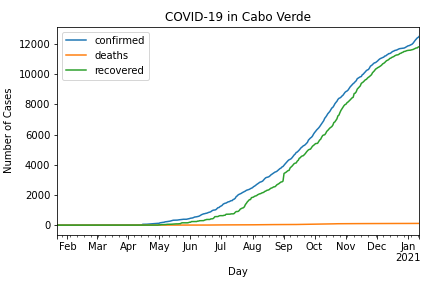 COVID-19 in Cabo Verde
confirmed
deaths
recovered
12000
10000
8000
6000
4000
2000
0
Number of Cases
Feb Mar Apr May Jun Jul Aug Sep Oct Nov Dec Jan
2021
Day